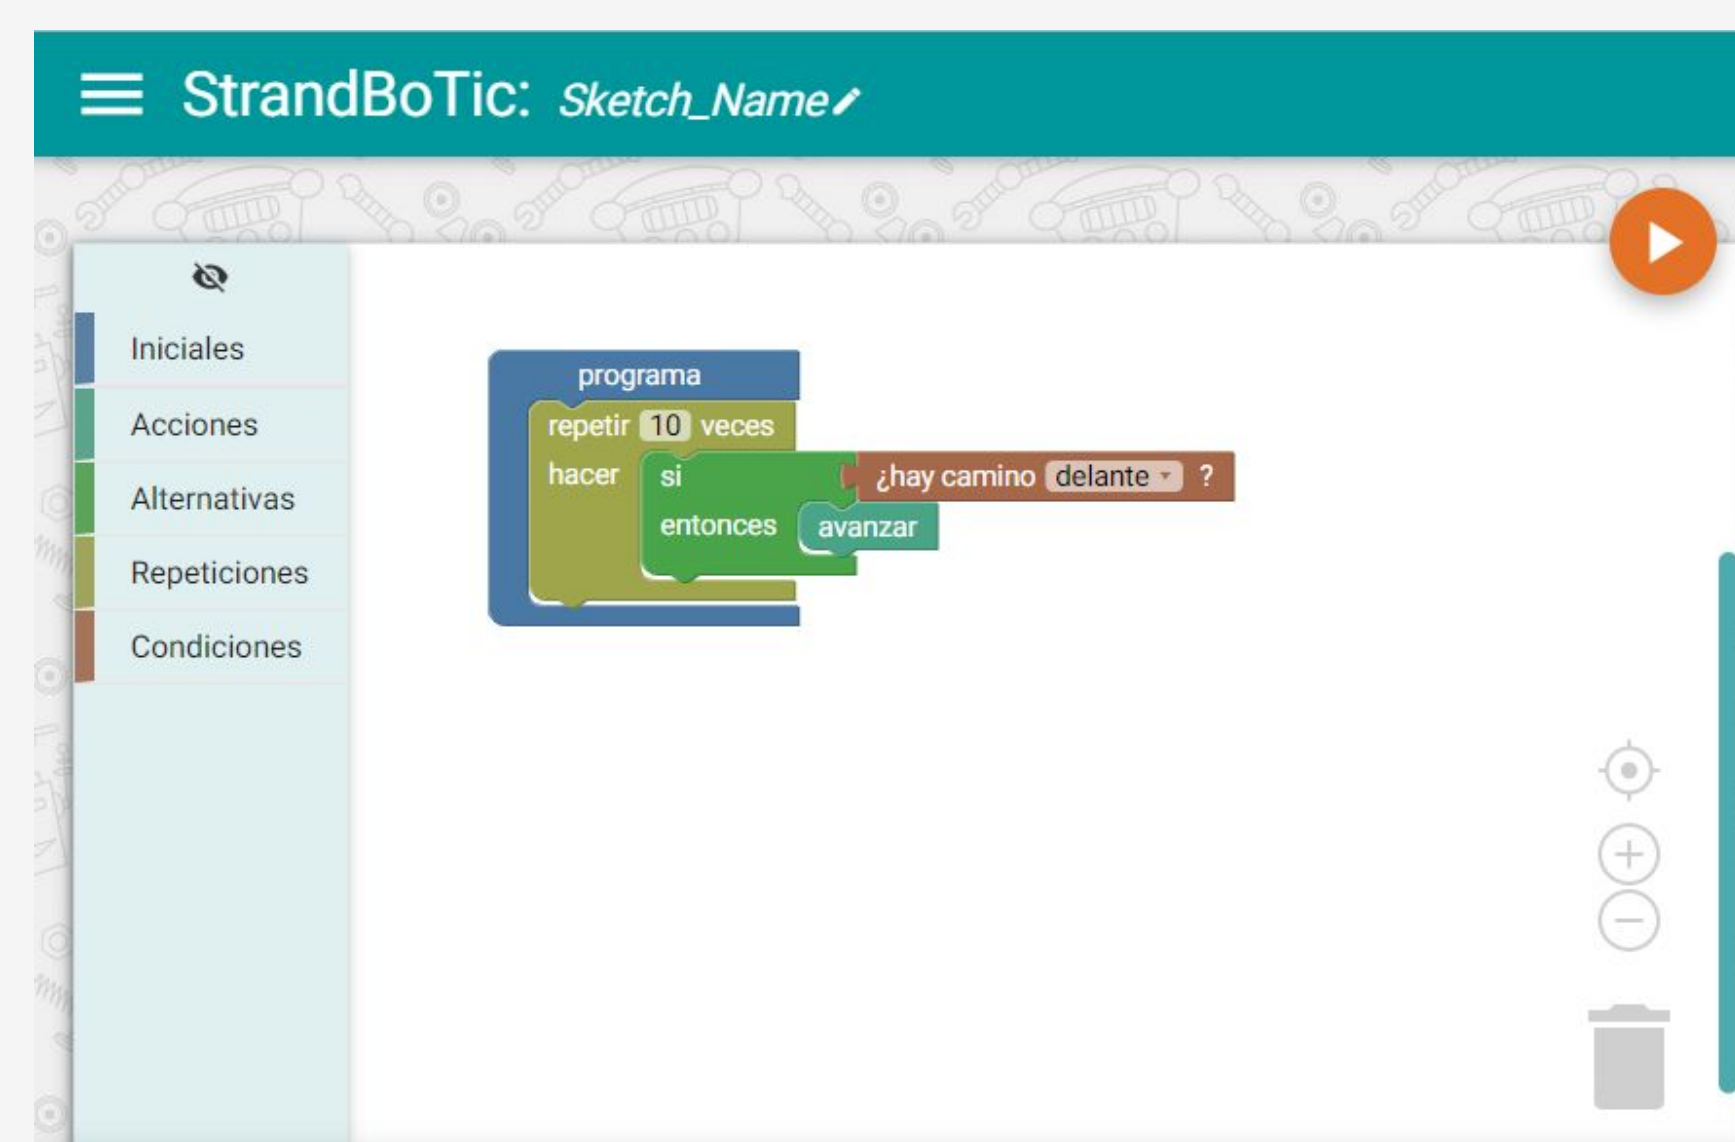 StrandBoTic: Sketch_Name
Iniciales
Acciones
Alternativas
Repeticiones
Condiciones
programa
repetir 10 veces
hacer si ¿hay camino delante ?
entonces avanzar